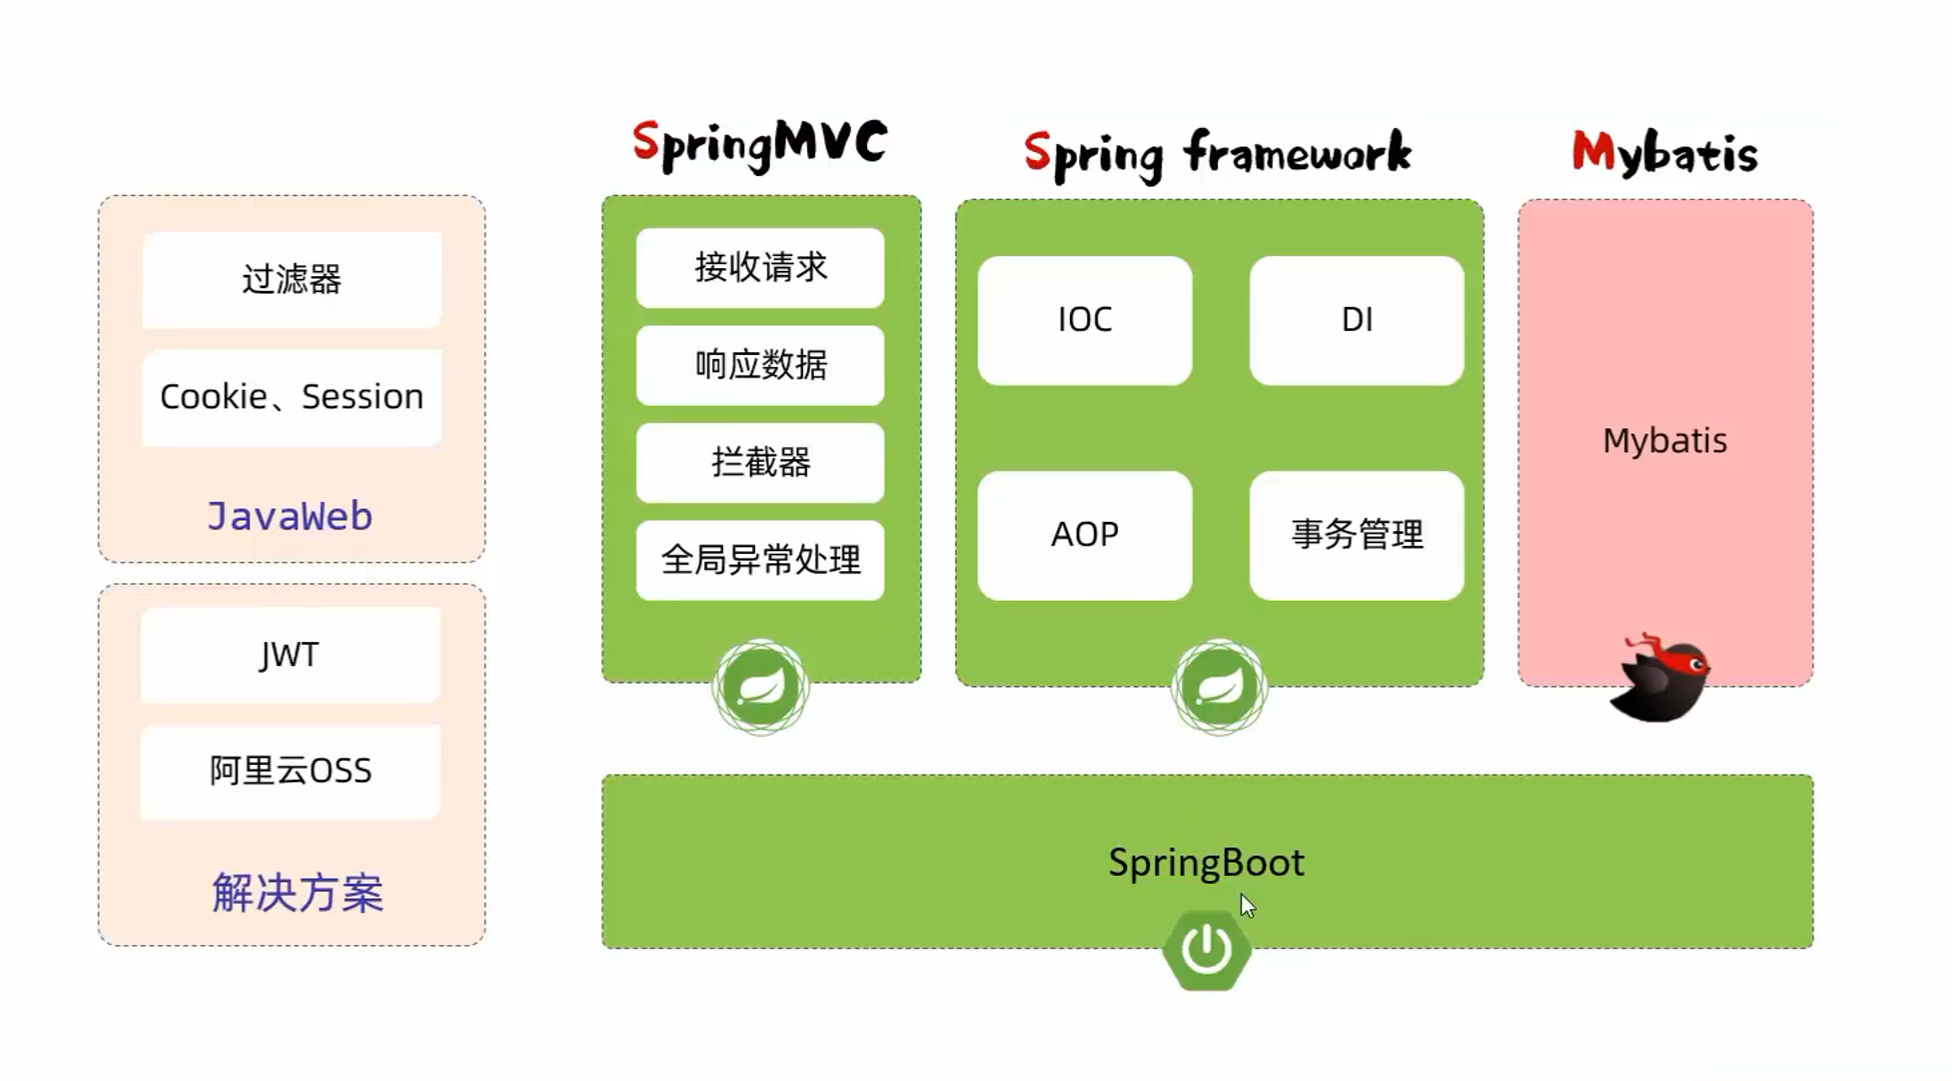 SpringMVC
Spring framework
Mybatis
过滤器
Cookie、Session
JavaWeb
JWT
阿里云OSS
解决方案
接收请求
响应数据
拦截器
全局异常处理
IOC
DI
AOP
事务管理
Mybatis
SpringBoot